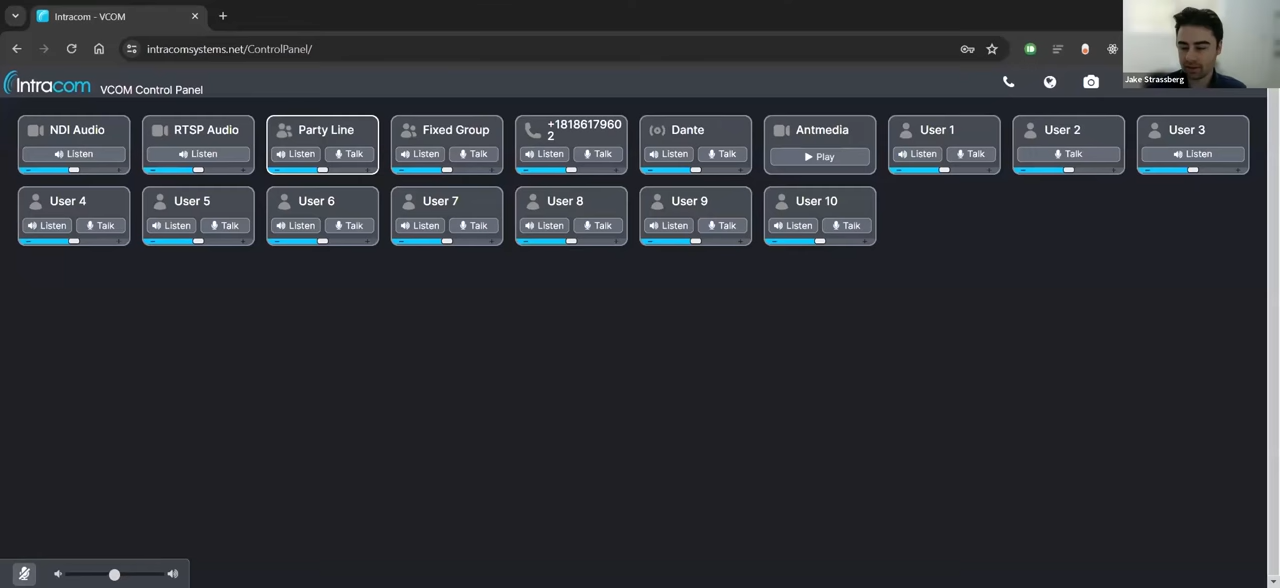 Intracom - VCOM
intracomsystems.net/ControlPanel/
Jake Strassberg
Intracom VCOM Control Panel
NDI Audio
Listen
RTSP Audio
Listen
Party Line
Listen Talk
Fixed Group
Listen Talk
+1818617960
2
Listen Talk
Dante
Listen Talk
Antmedia
Play
User 1
Listen Talk
User 2
Talk
User 3
Listen
User 4
Listen Talk
User 5
Listen Talk
User 6
Listen Talk
User 7
Listen Talk
User 8
Listen Talk
User 9
Listen Talk
User 10
Listen Talk